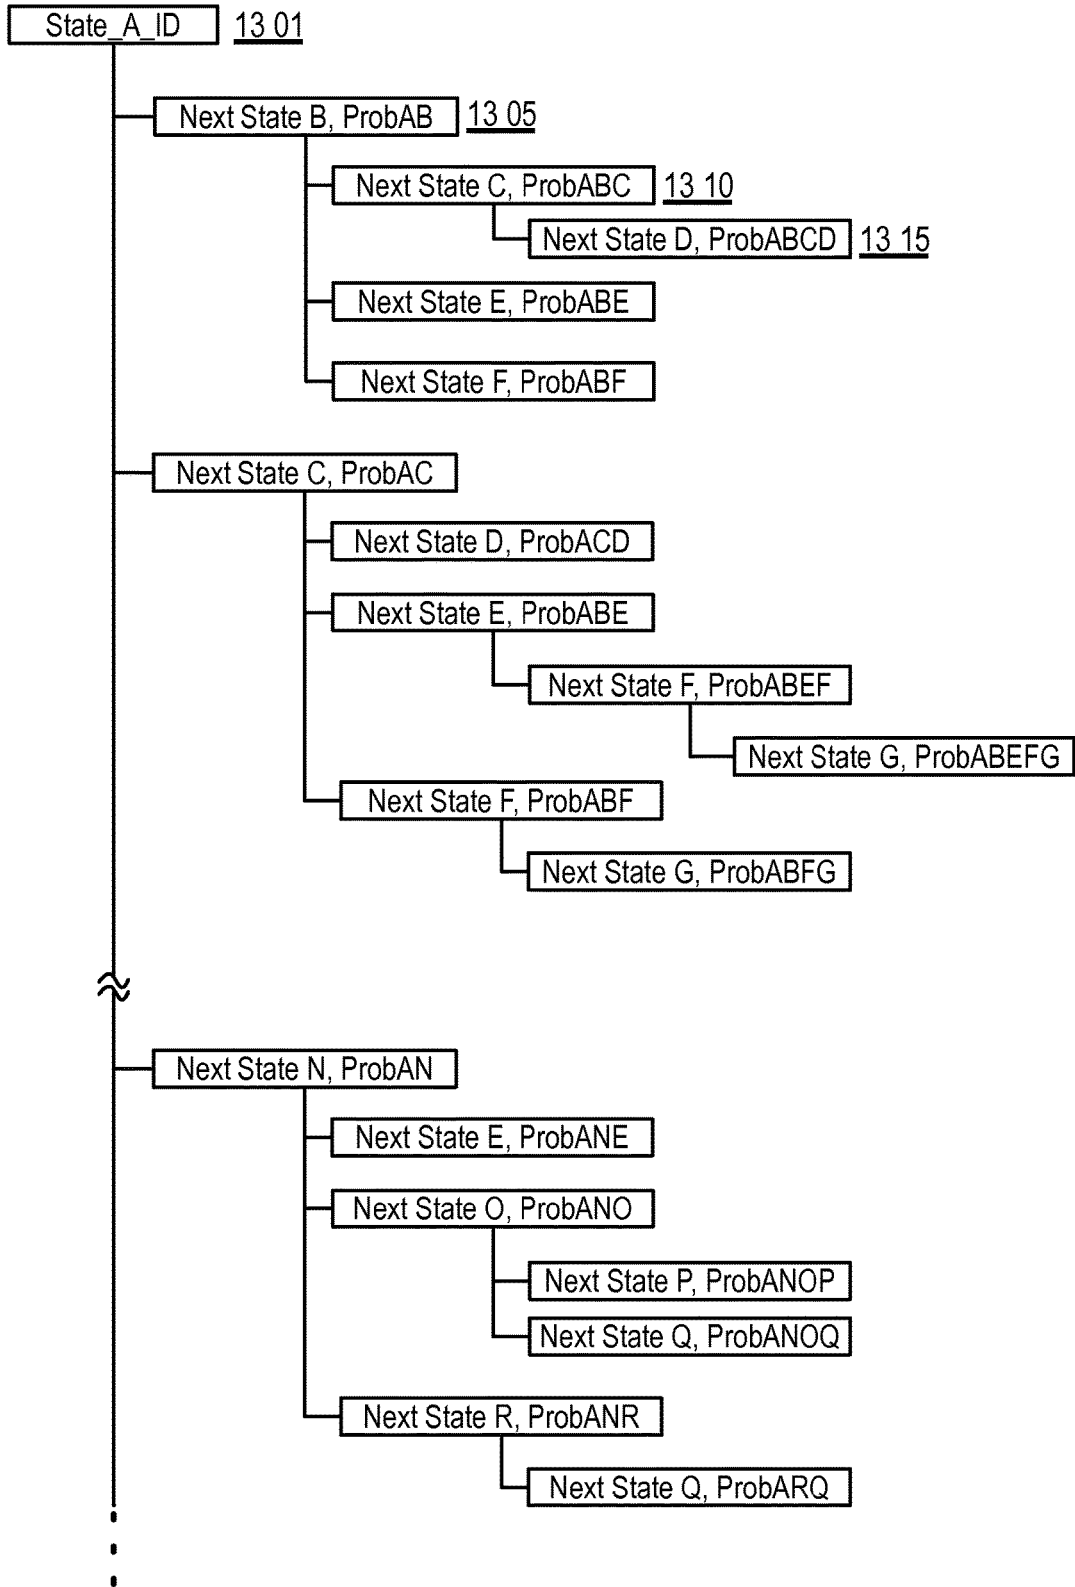 State_A_ID 13 01
Next State B, ProbAB 13 05
Next State C, ProbABC 13 10
Next State D, ProbABCD 13 15
Next State E, ProbABE
Next State F, ProbABF
Next State C, ProbAC
Next State D, ProbACD
Next State E, ProbABE
Next State F, ProbABEF
Next State G, ProbABEFG
Next State F, ProbABF
Next State G, ProbABFG
Next State N, ProbAN
Next State E, ProbANE
Next State O, ProbANO
Next State P, ProbANOP
Next State Q, ProbANOQ
Next State R, ProbANR
Next State Q, ProbARQ